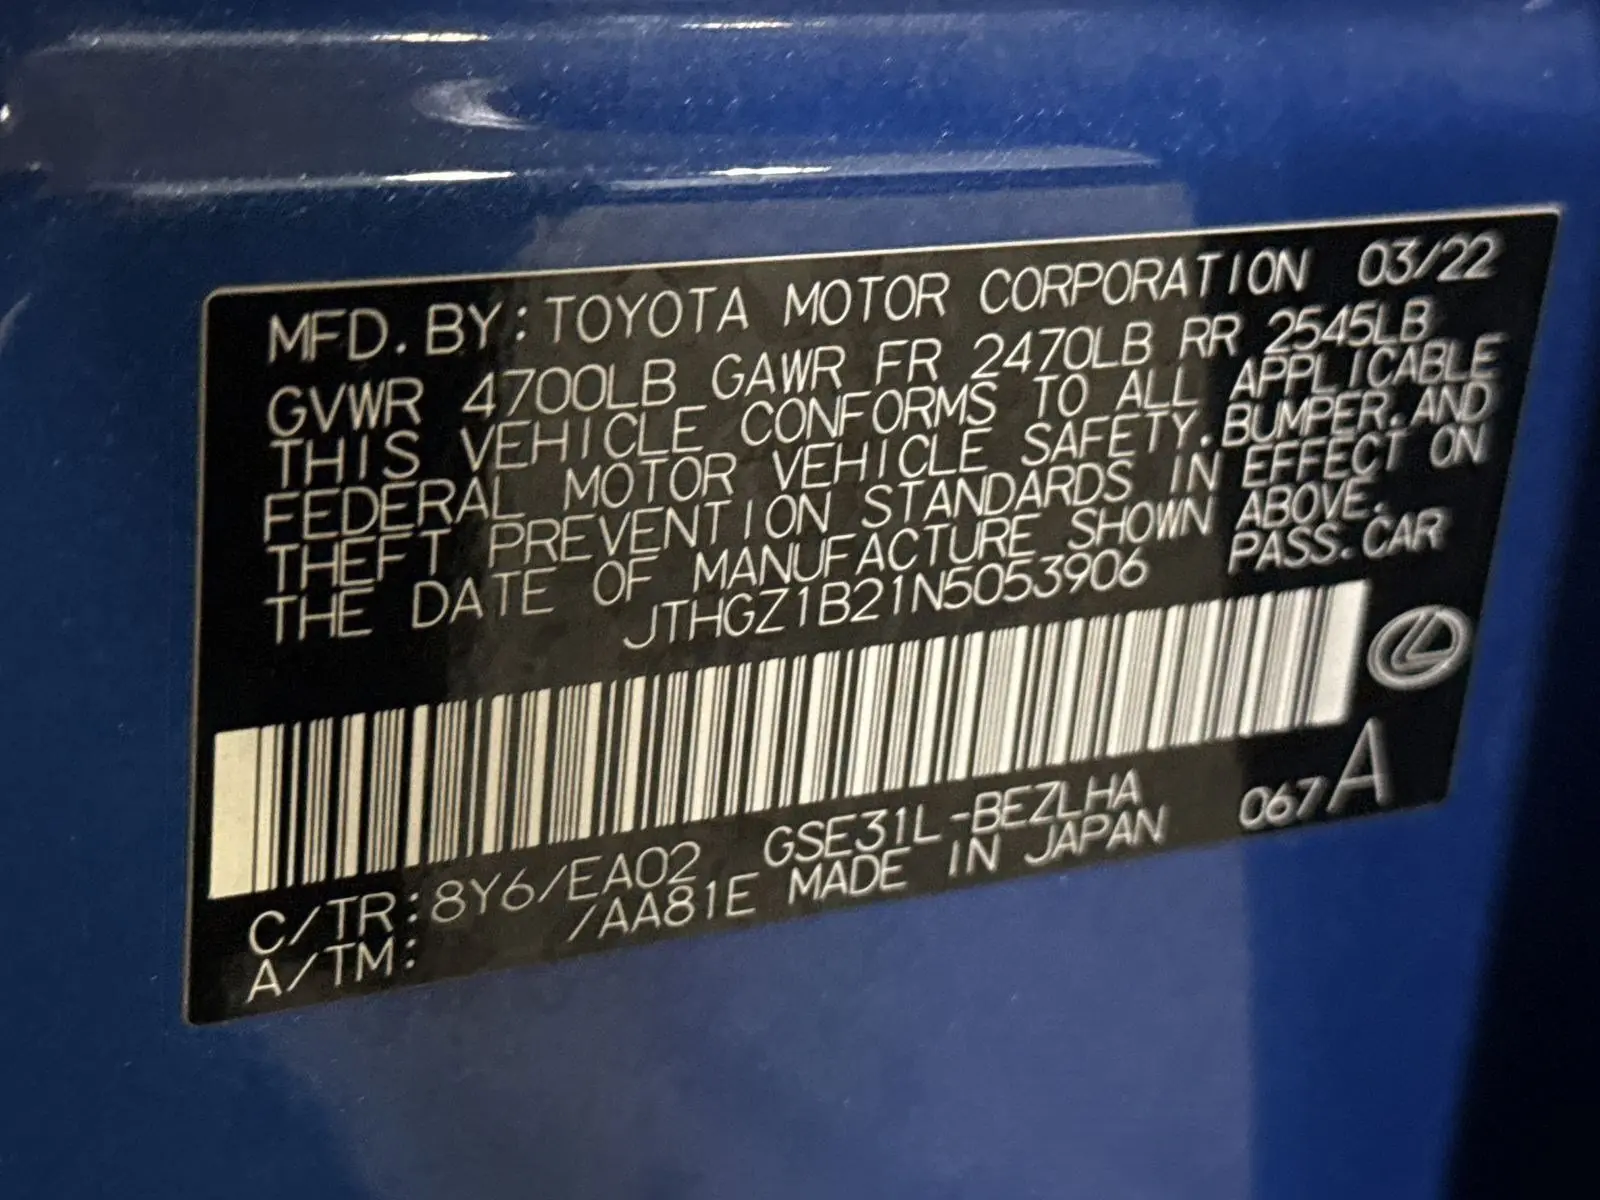 MFD. BY: TOYOTA MOTOR CORPORATION 03/22
GVWR 4700LB GAWR FR 2470LB RR 2545LB
THIS VEHICLE CONFORMS TO ALL APPLICABLE
FEDERAL MOTOR VEHICLE SAFETY, BUMPER, AND
THEFT PREVENTION STANDARDS IN EFFECT ON
THE DATE OF MANUFACTURE SHOWN ABOVE.
JTHGZ1B21N5053906 PASS. CAR
C/TR: 8Y6/EA02 GSE31L-BEZLHA 067A
A/TM: /AA81E MADE IN JAPAN